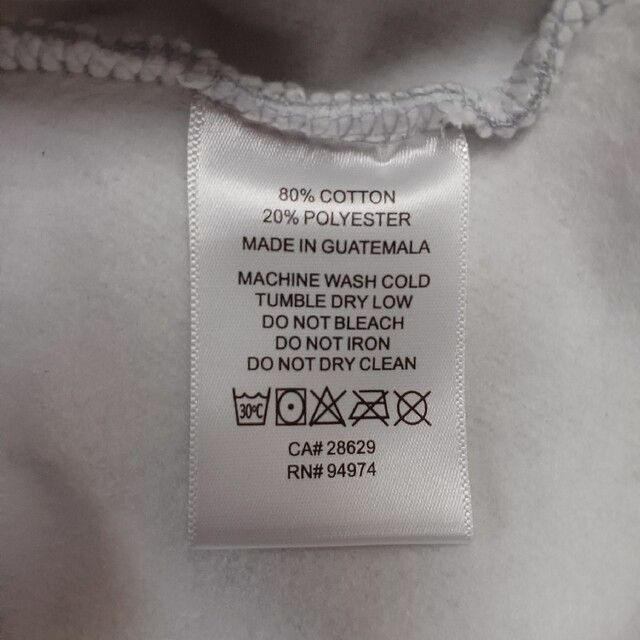 80% COTTON
20% POLYESTER
MADE IN GUATEMALA
MACHINE WASH COLD
TUMBLE DRY LOW
DO NOT BLEACH
DO NOT IRON
DO NOT DRY CLEAN
30°C
CA# 28629
RN# 94974